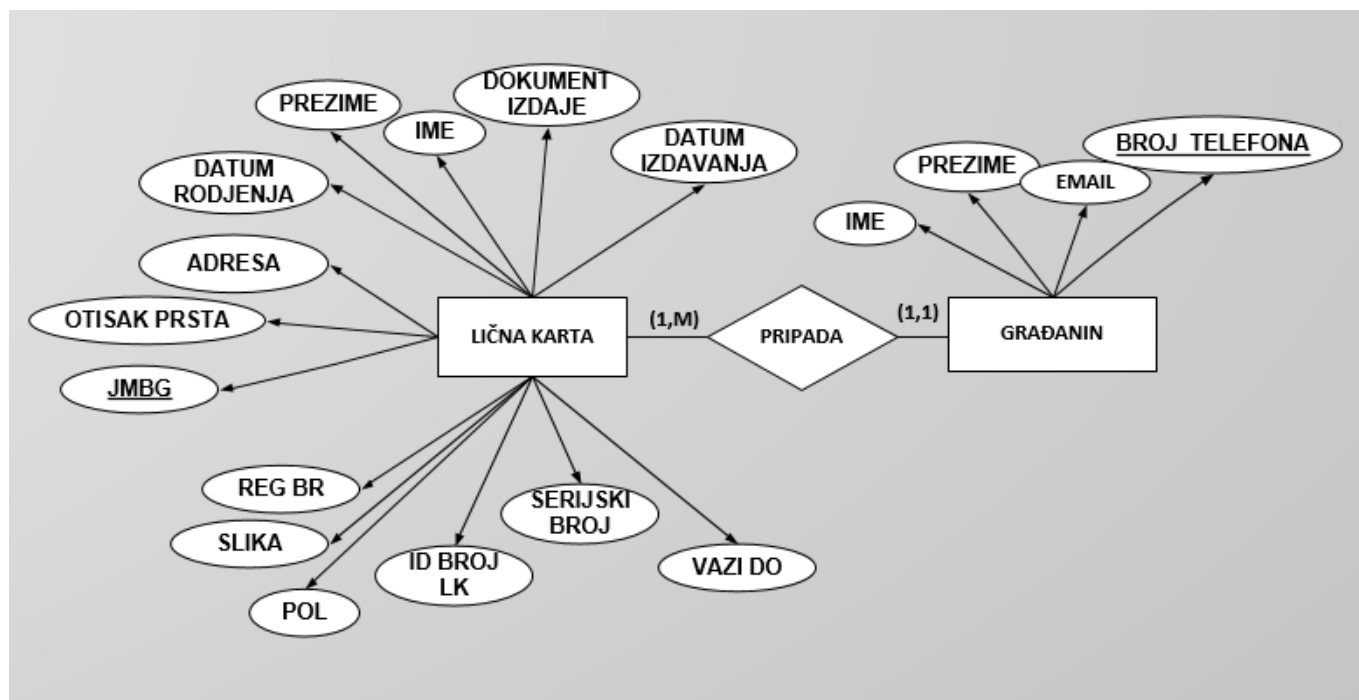 DOKUMENT
IZDAJE
PREZIME
IME
DATUM
IZDAVANJA
DATUM
RODJENJA
ADRESA
OTISAK PRSTA
JMBG
LIČNA KARTA
(1,M)
PRIPADA
(1,1)
GRAĐANIN
BROJ TELEFONA
PREZIME
EMAIL
IME
REG BR
SLIKA
POL
ID BROJ
LK
SERIJSKI
BROJ
VAZI DO